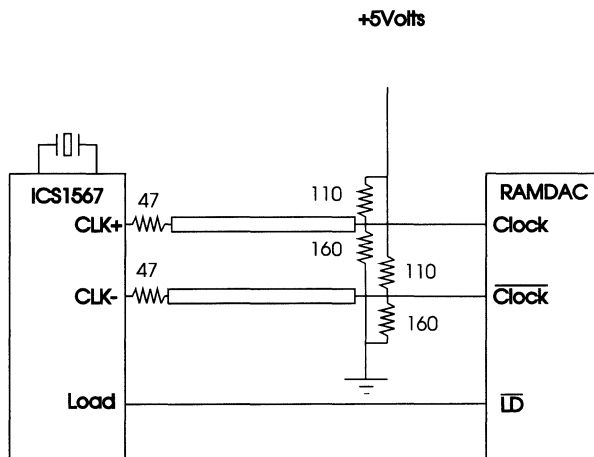 +5Volts
ICS1567
RAMDAC
47
110
CLK+
Clock
160
47
110
CLK-
Clock
160
Load
LD